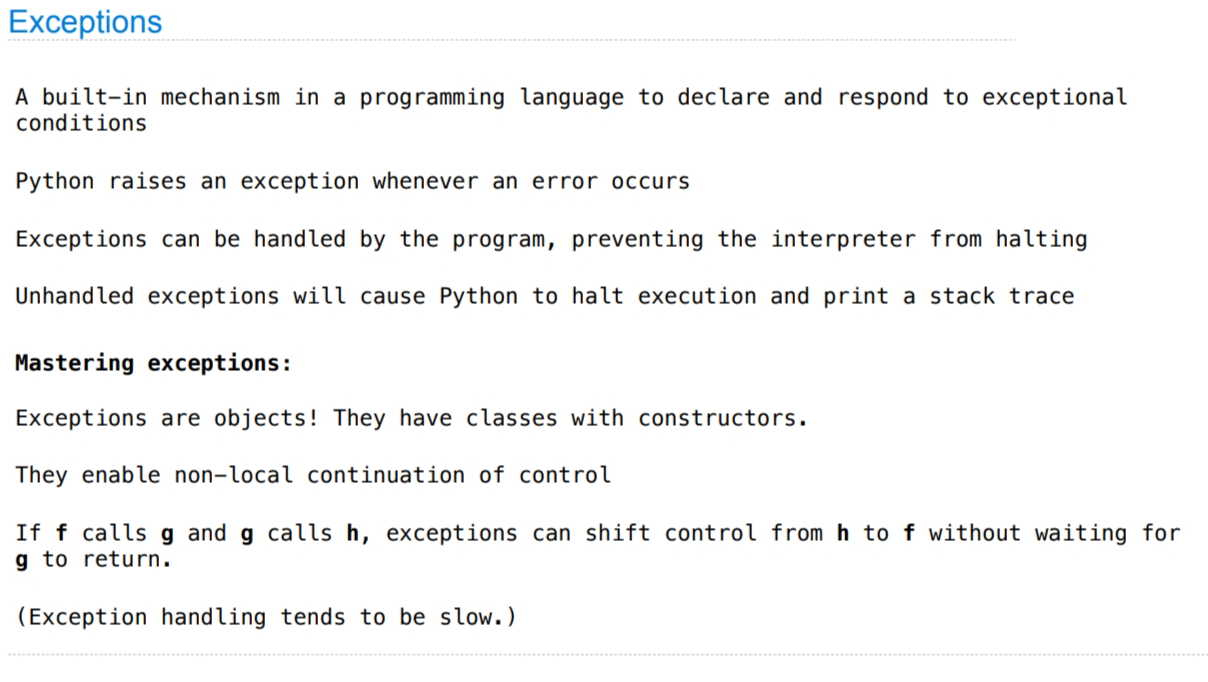 Exceptions
A built-in mechanism in a programming language to declare and respond to exceptional
conditions
Python raises an exception whenever an error occurs
Exceptions can be handled by the program, preventing the interpreter from halting
Unhandled exceptions will cause Python to halt execution and print a stack trace
Mastering exceptions:
Exceptions are objects! They have classes with constructors.
They enable non-local continuation of control
If f calls g and g calls h, exceptions can shift control from h to f without waiting for
g to return.
(Exception handling tends to be slow.)